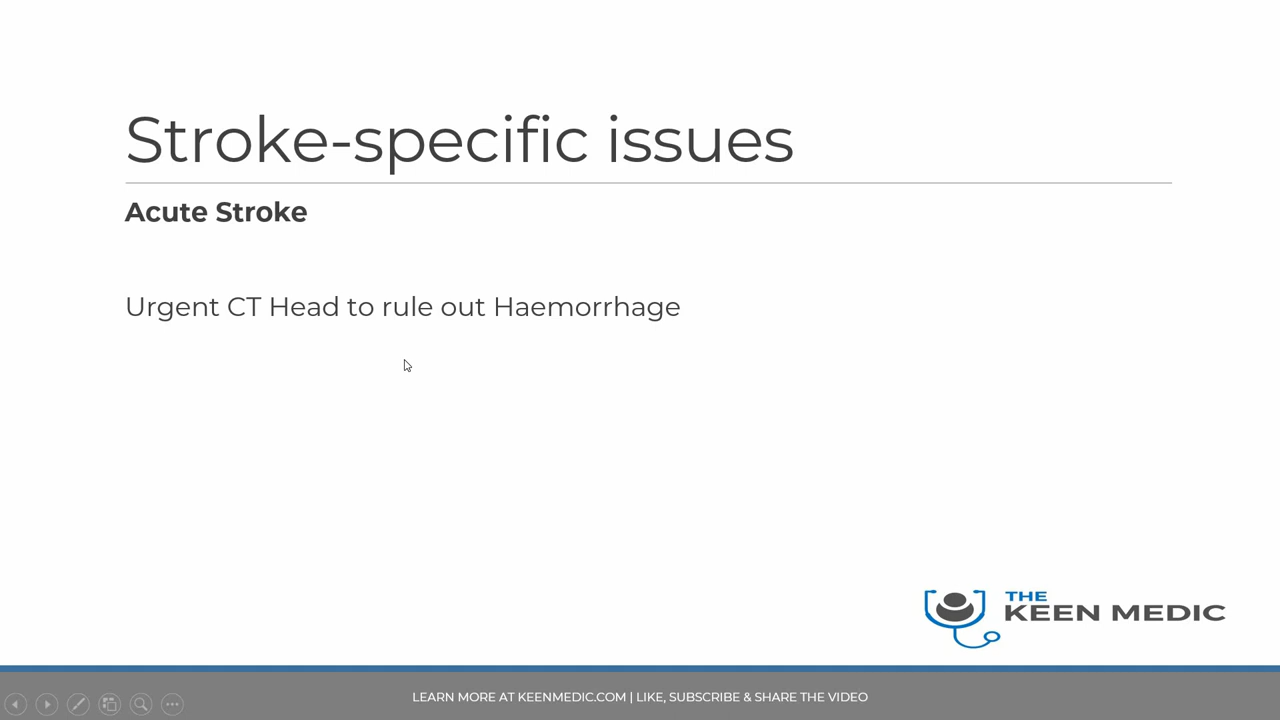 Stroke-specific issues
Acute Stroke
Urgent CT Head to rule out Haemorrhage
THE
KEEN MEDIC
LEARN MORE AT KEENMEDIC.COM | LIKE, SUBSCRIBE & SHARE THE VIDEO